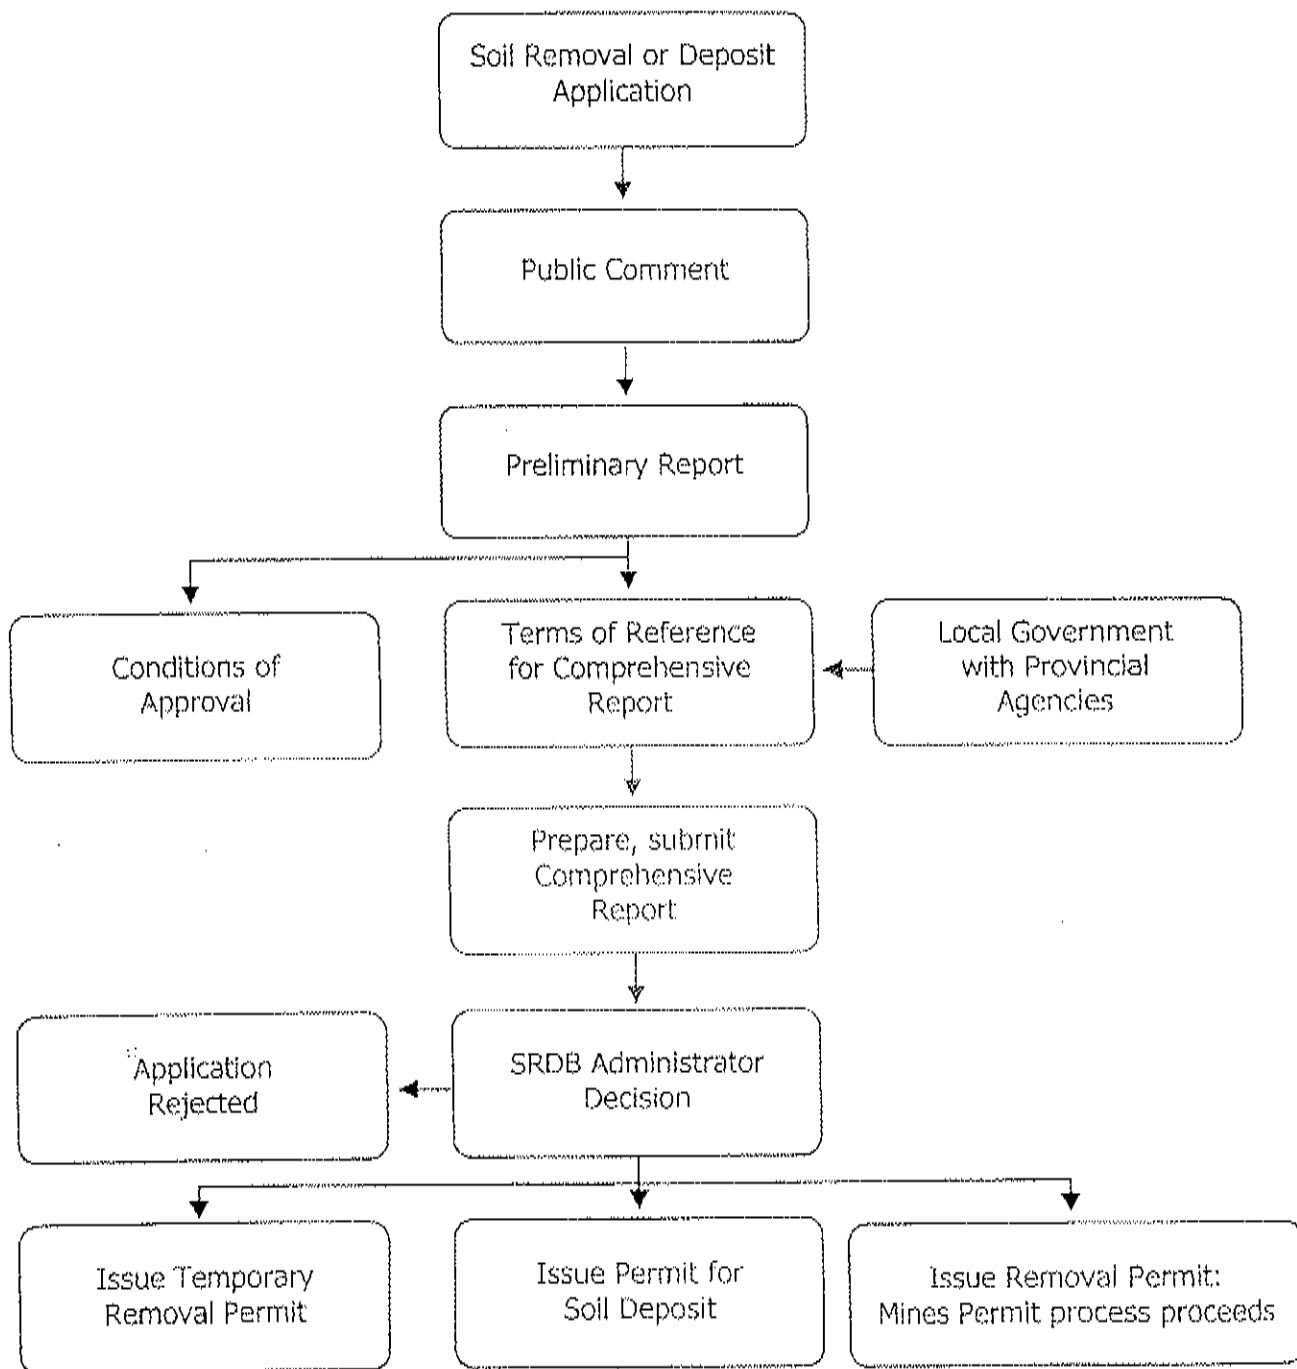 Soil Removal or Deposit
Application
Public Comment
Preliminary Report
Conditions of
Approval
Terms of Reference
for Comprehensive
Report
Local Government
with Provincial
Agencies
Prepare, submit
Comprehensive
Report
Application
Rejected
SRDB Administrator
Decision
Issue Temporary
Removal Permit
Issue Permit for
Soil Deposit
Issue Removal Permit:
Mines Permit process proceeds